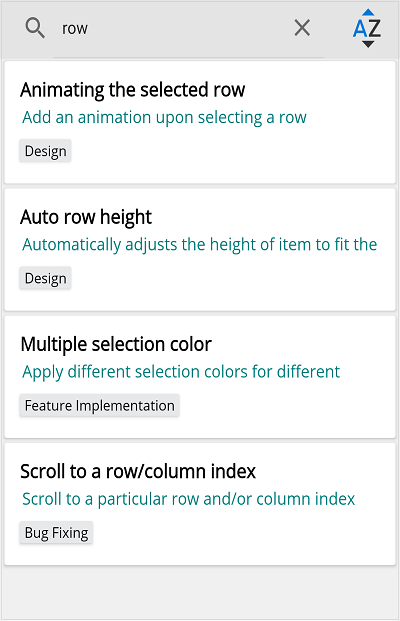 row
AZ
Animating the selected row
Add an animation upon selecting a row
Design
Auto row height
Automatically adjusts the height of item to fit the
Design
Multiple selection color
Apply different selection colors for different
Feature Implementation
Scroll to a row/column index
Scroll to a particular row and/or column index
Bug Fixing